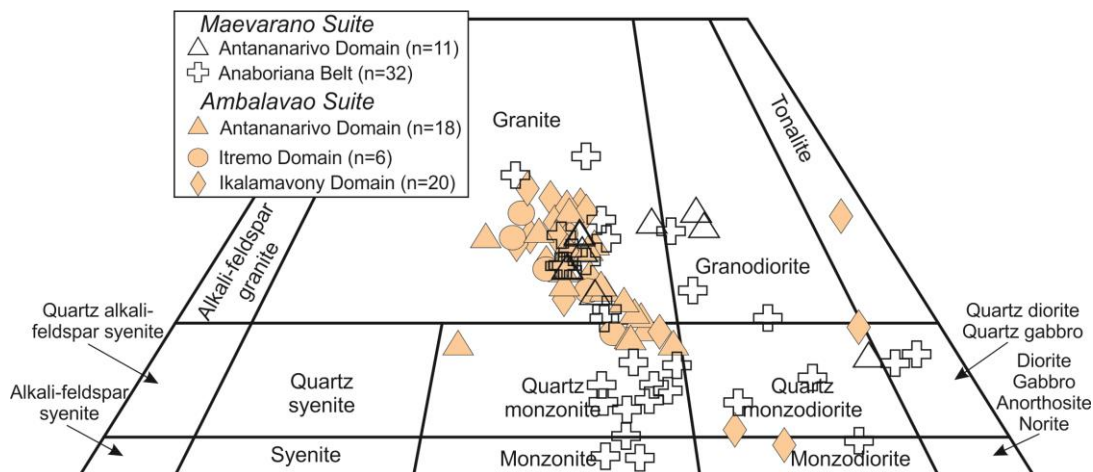 Maevarano Suite
Antananarivo Domain (n=11)
Anaboriana Belt (n=32)
Ambalavao Suite
Antananarivo Domain (n=18)
Itremo Domain (n=6)
Ikalamavony Domain (n=20)
Granite
Tonalite
Alkali-feldspar
granite
Granodiorite
Quartz alkali-
feldspar syenite
Quartz diorite
Quartz gabbro
Alkali-feldspar
syenite
Quartz
syenite
Quartz
monzonite
Quartz
monzodiorite
Diorite
Gabbro
Anorthosite
Norite
Syenite
Monzonite
Monzodiorite